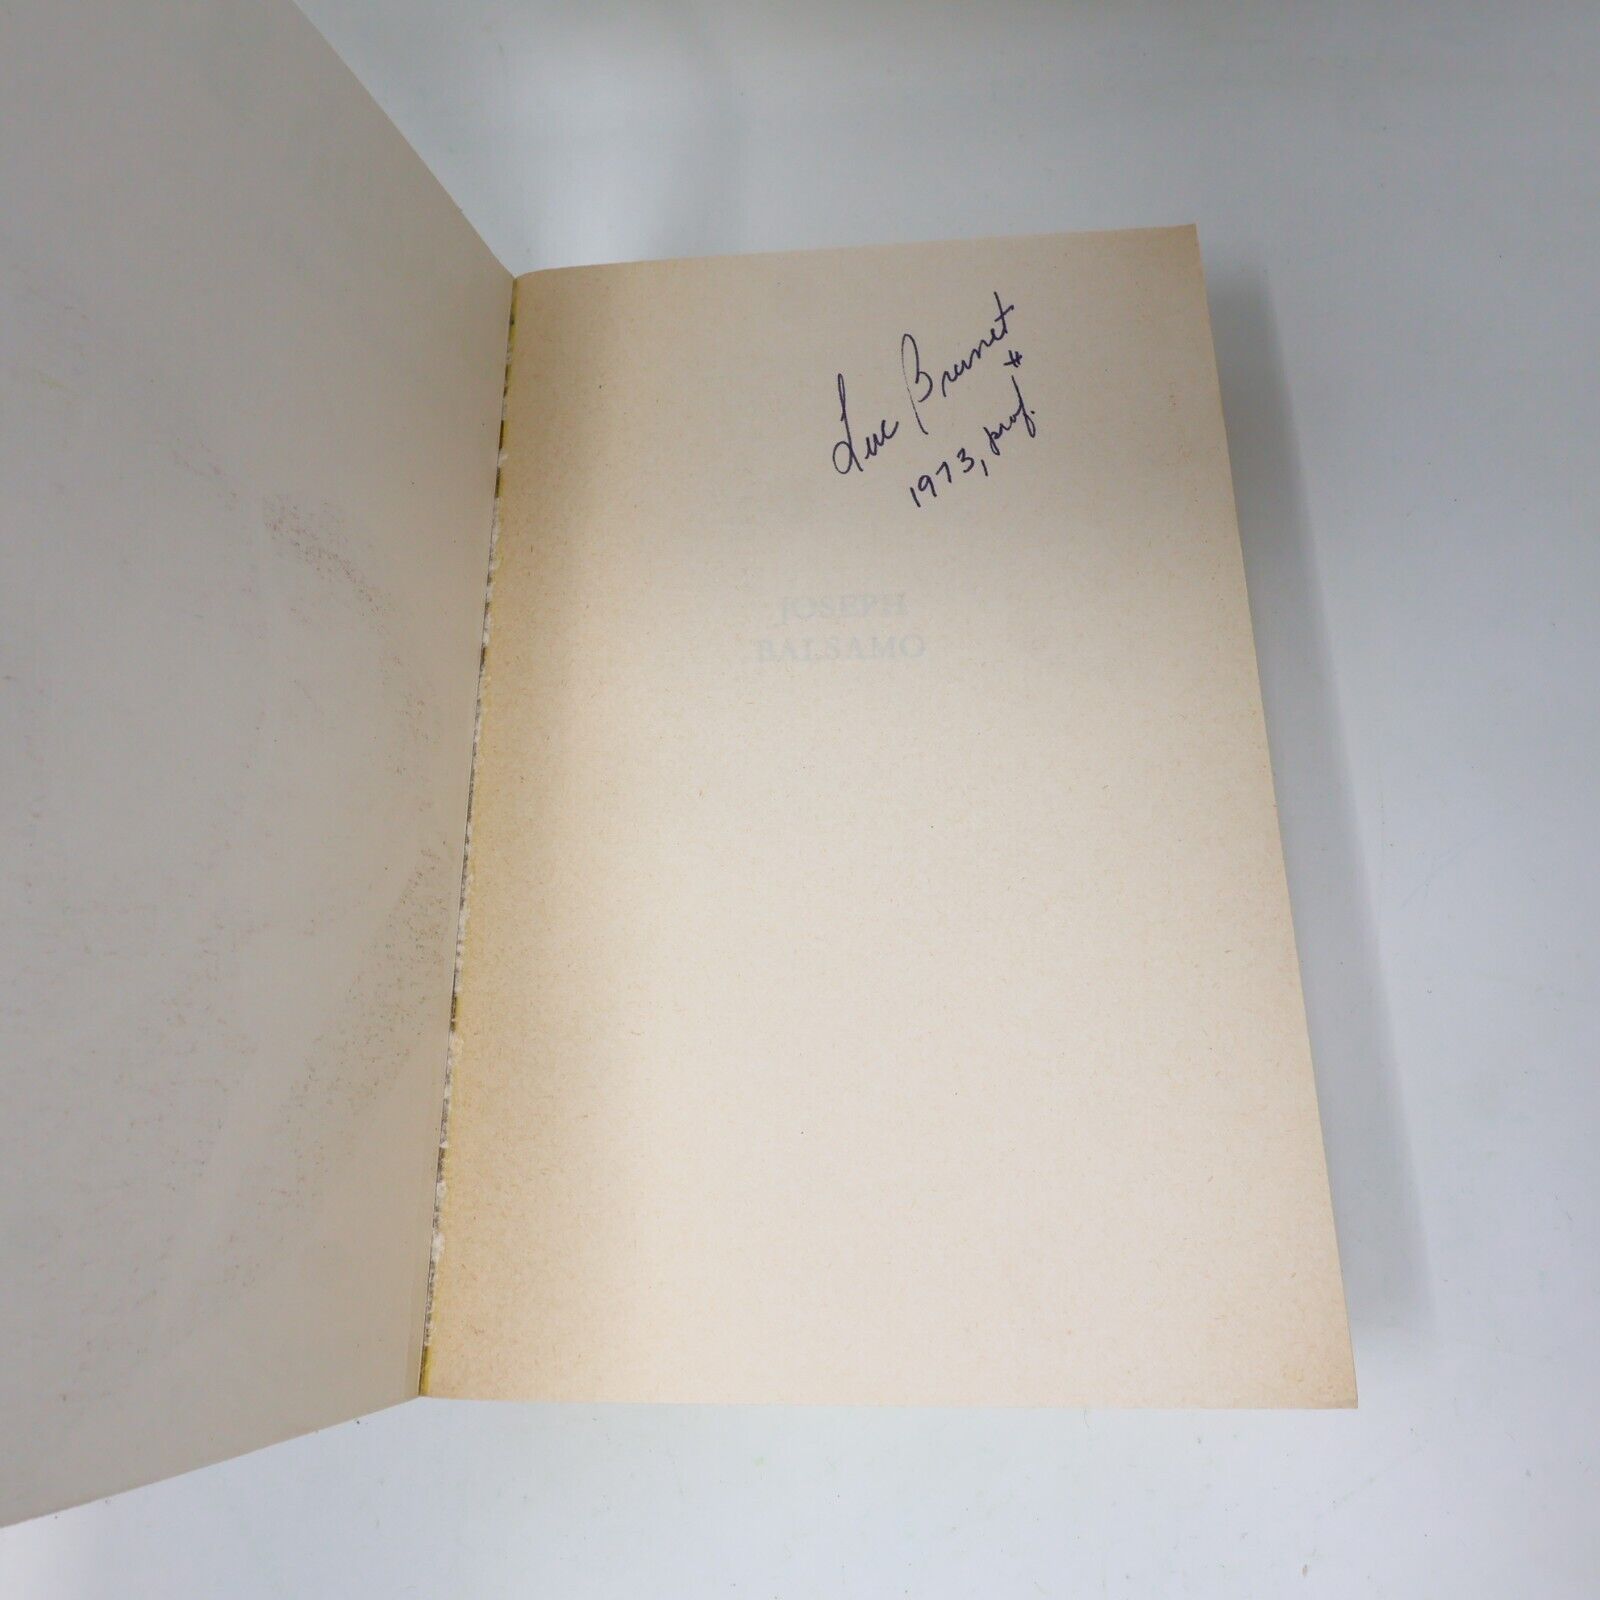 Luc Brunet
#
1973, prof.
JOSEPH
BALSAMO